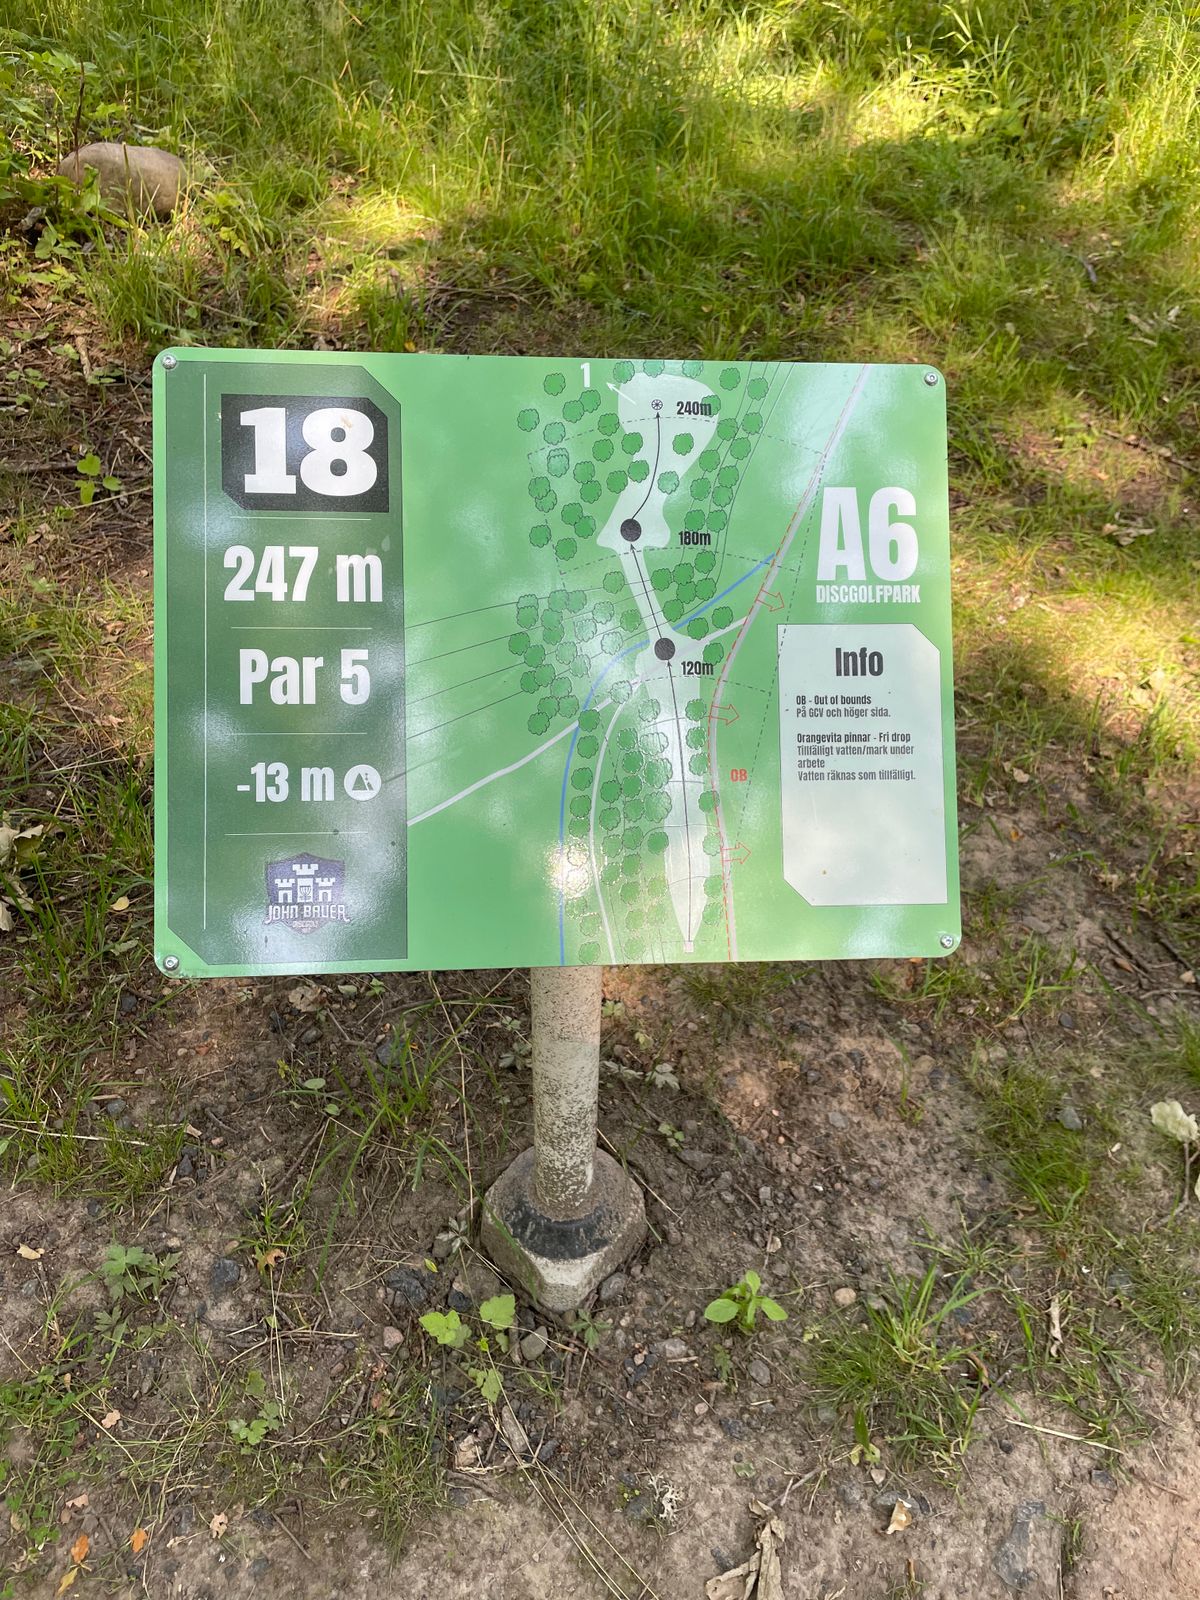 18
247 m
Par 5
-13 m
JOHN BAUER
DISCGOLF
1
240m
180m
120m
OB
A6
DISCGOLFPARK
Info
OB - Out of bounds
På GCV och höger sida.
Orangevita pinnar - Fri drop
Tillfälligt vatten/mark under
arbete
Vatten räknas som tillfälligt.